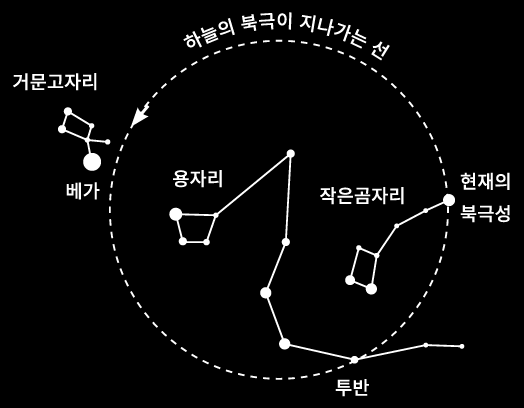 하늘의 북극이 지나가는 선
거문고자리
베가
용자리
작은곰자리
현재의
북극성
투반